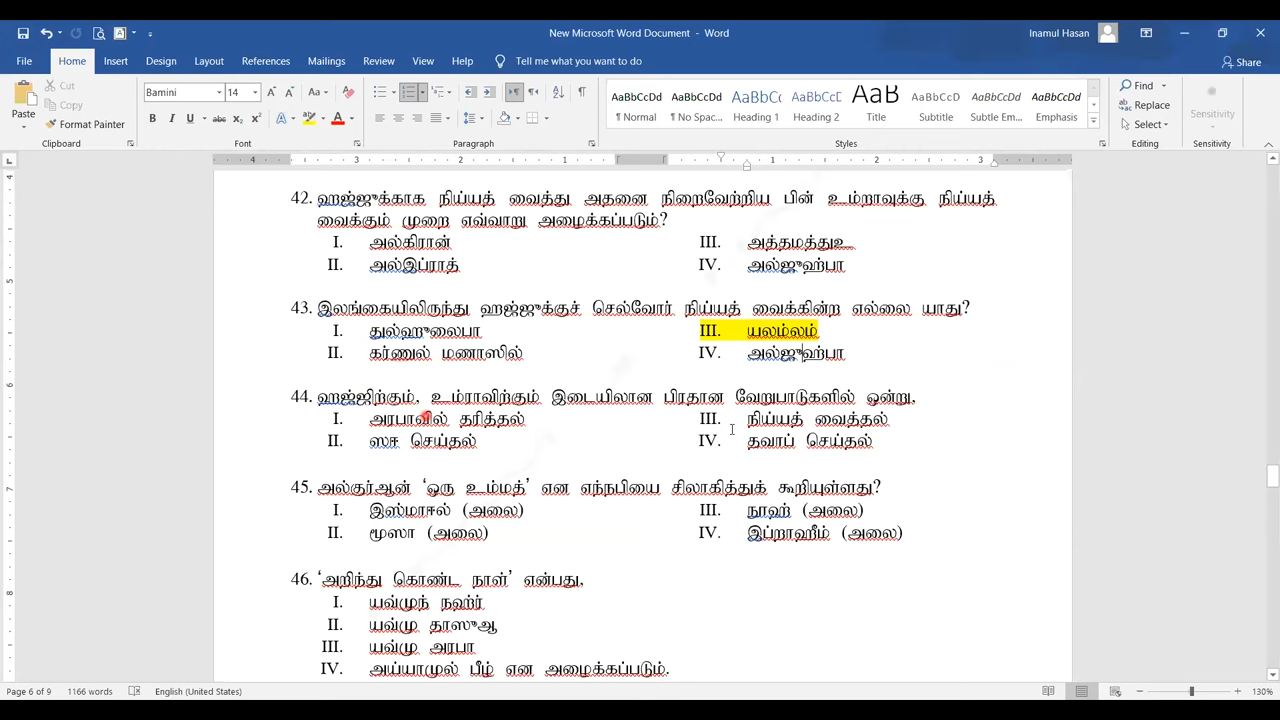 New Microsoft Word Document - Word
Inamul Hasan
File Home Insert Design Layout References Mailings Review View Help Tell me what you want to do Share
Paste Cut Copy Format Painter Clipboard
Bamini 14 Font
Paragraph
AaBbCcDd ¶ Normal AaBbCcDd ¶ No Spac... AaBbCc Heading 1 AaBbCcD Heading 2 AaB Title AaBbCcD Subtitle AaBbCcDd Subtle Em... AaBbCcDd Emphasis Styles
Find Replace Select Editing
Sensitivity Sensitivity
42. ஹஜ்ஜுக்காக நிய்யத் வைத்து அதனை நிறைவேற்றிய பின் உம்றாவுக்கு நிய்யத்
வைக்கும் முறை எவ்வாறு அழைக்கப்படும்?
I. அல்கிரான் III. அத்தமத்துஉ
II. அல்இப்ராத் IV. அல்ஜுஹ்பா
43. இலங்கையிலிருந்து ஹஜ்ஜுக்குச் செல்வோர் நிய்யத் வைக்கின்ற எல்லை யாது?
I. துல்ஹுலைபா III. யலம்லம்
II. கர்ணுல் மணாஸில் IV. அல்ஜுஹ்பா
44. ஹஜ்ஜிற்கும், உம்ராவிற்கும் இடையிலான பிரதான வேறுபாடுகளில் ஒன்று,
I. அரபாவில் தரித்தல் III. நிய்யத் வைத்தல்
II. ஸஈ செய்தல் IV. தவாப் செய்தல்
45. அல்குர்ஆன் ‘ஒரு உம்மத்’ என எந்நபியை சிலாகித்துக் கூறியுள்ளது?
I. இஸ்மாஈல் (அலை) III. நூஹ் (அலை)
II. மூஸா (அலை) IV. இப்றாஹீம் (அலை)
46. ‘அறிந்து கொண்ட நாள்’ என்பது,
I. யவ்முந் நஹ்ர்
II. யவ்மு தாஸுஆ
III. யவ்மு அரபா
IV. அய்யாமுல் பீழ் என அழைக்கப்படும்.
Page 6 of 9 1166 words English (United States) 130%